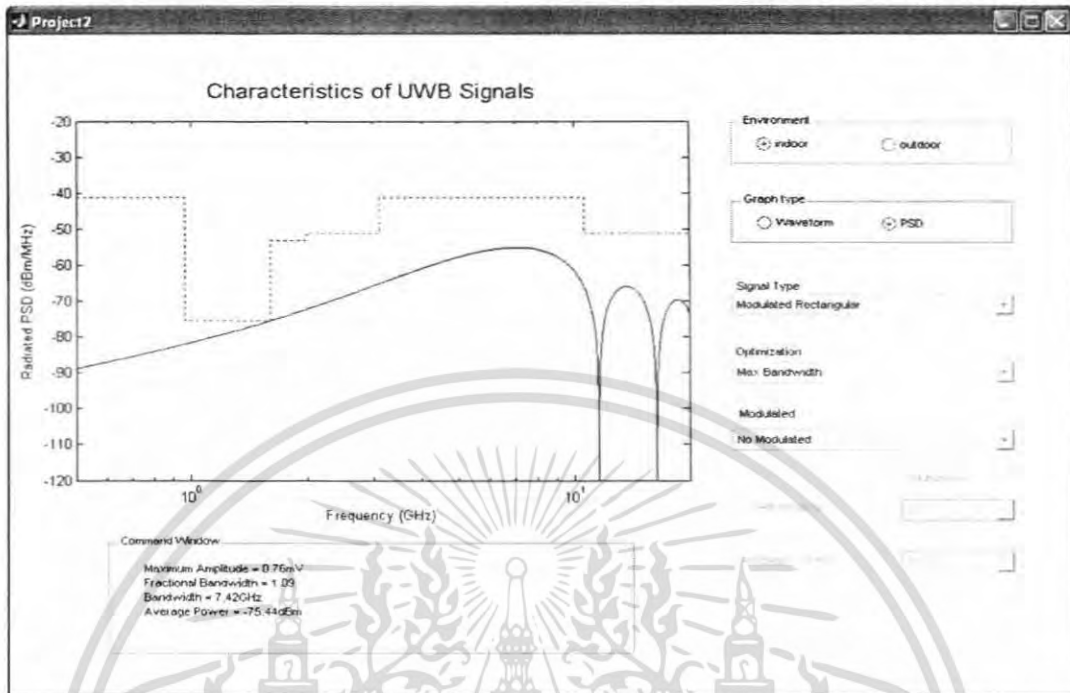 Project2
Characteristics of UWB Signals
-20
-30
-40
-50
-60
-70
-80
-90
-100
-110
-120
Radiated PSD (dBm/MHz)
10⁰
10¹
Frequency (GHz)
Environment
indoor
outdoor
Graph type
Waveform
PSD
Signal Type
Modulated Rectangular
Optimization
Max Bandwidth
Modulated
No Modulated
Command Window
Maximum Amplitude = 0.76mV
Fractional Bandwidth = 1.09
Bandwidth = 7.42GHz
Average Power = -75.44dBm